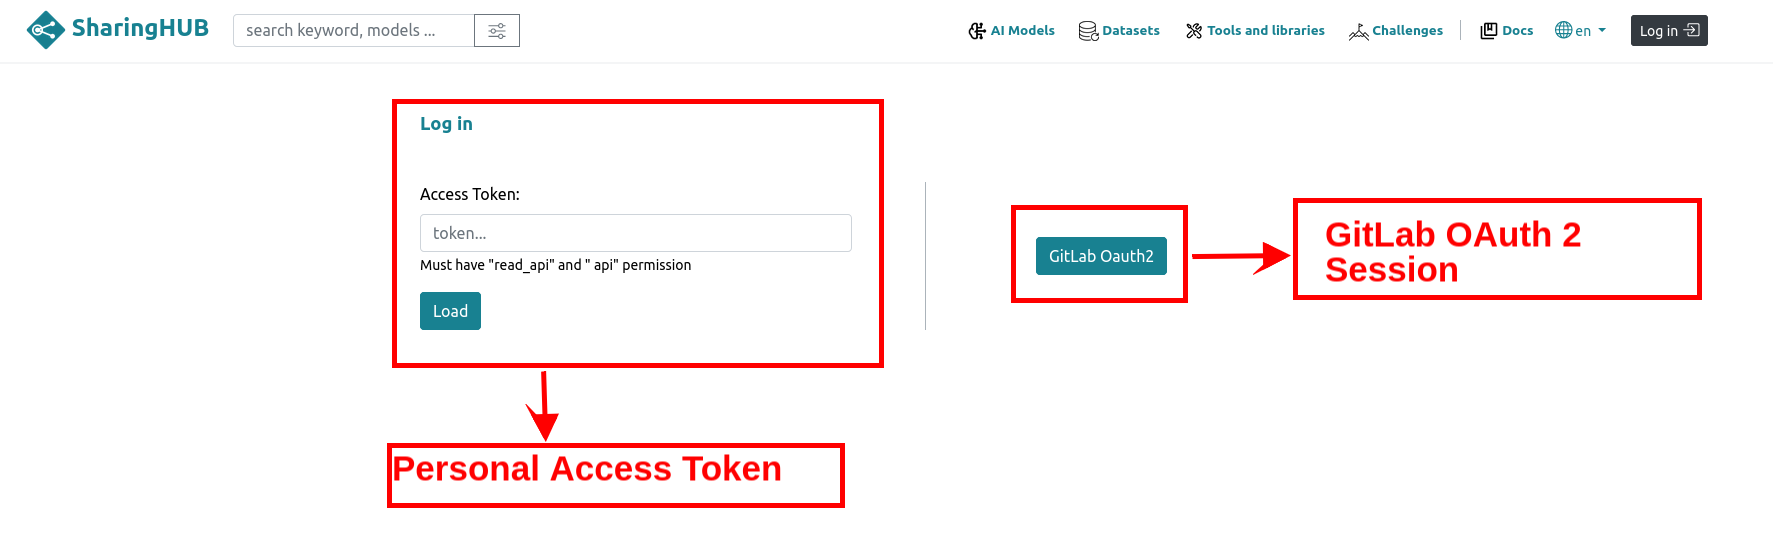 SharingHUB
search keyword, models ...
AI Models
Datasets
Tools and libraries
Challenges
Docs
en
Log in
Log in
Access Token:
token...
Must have "read_api" and " api" permission
Load
GitLab Oauth2
GitLab OAuth 2
Session
Personal Access Token